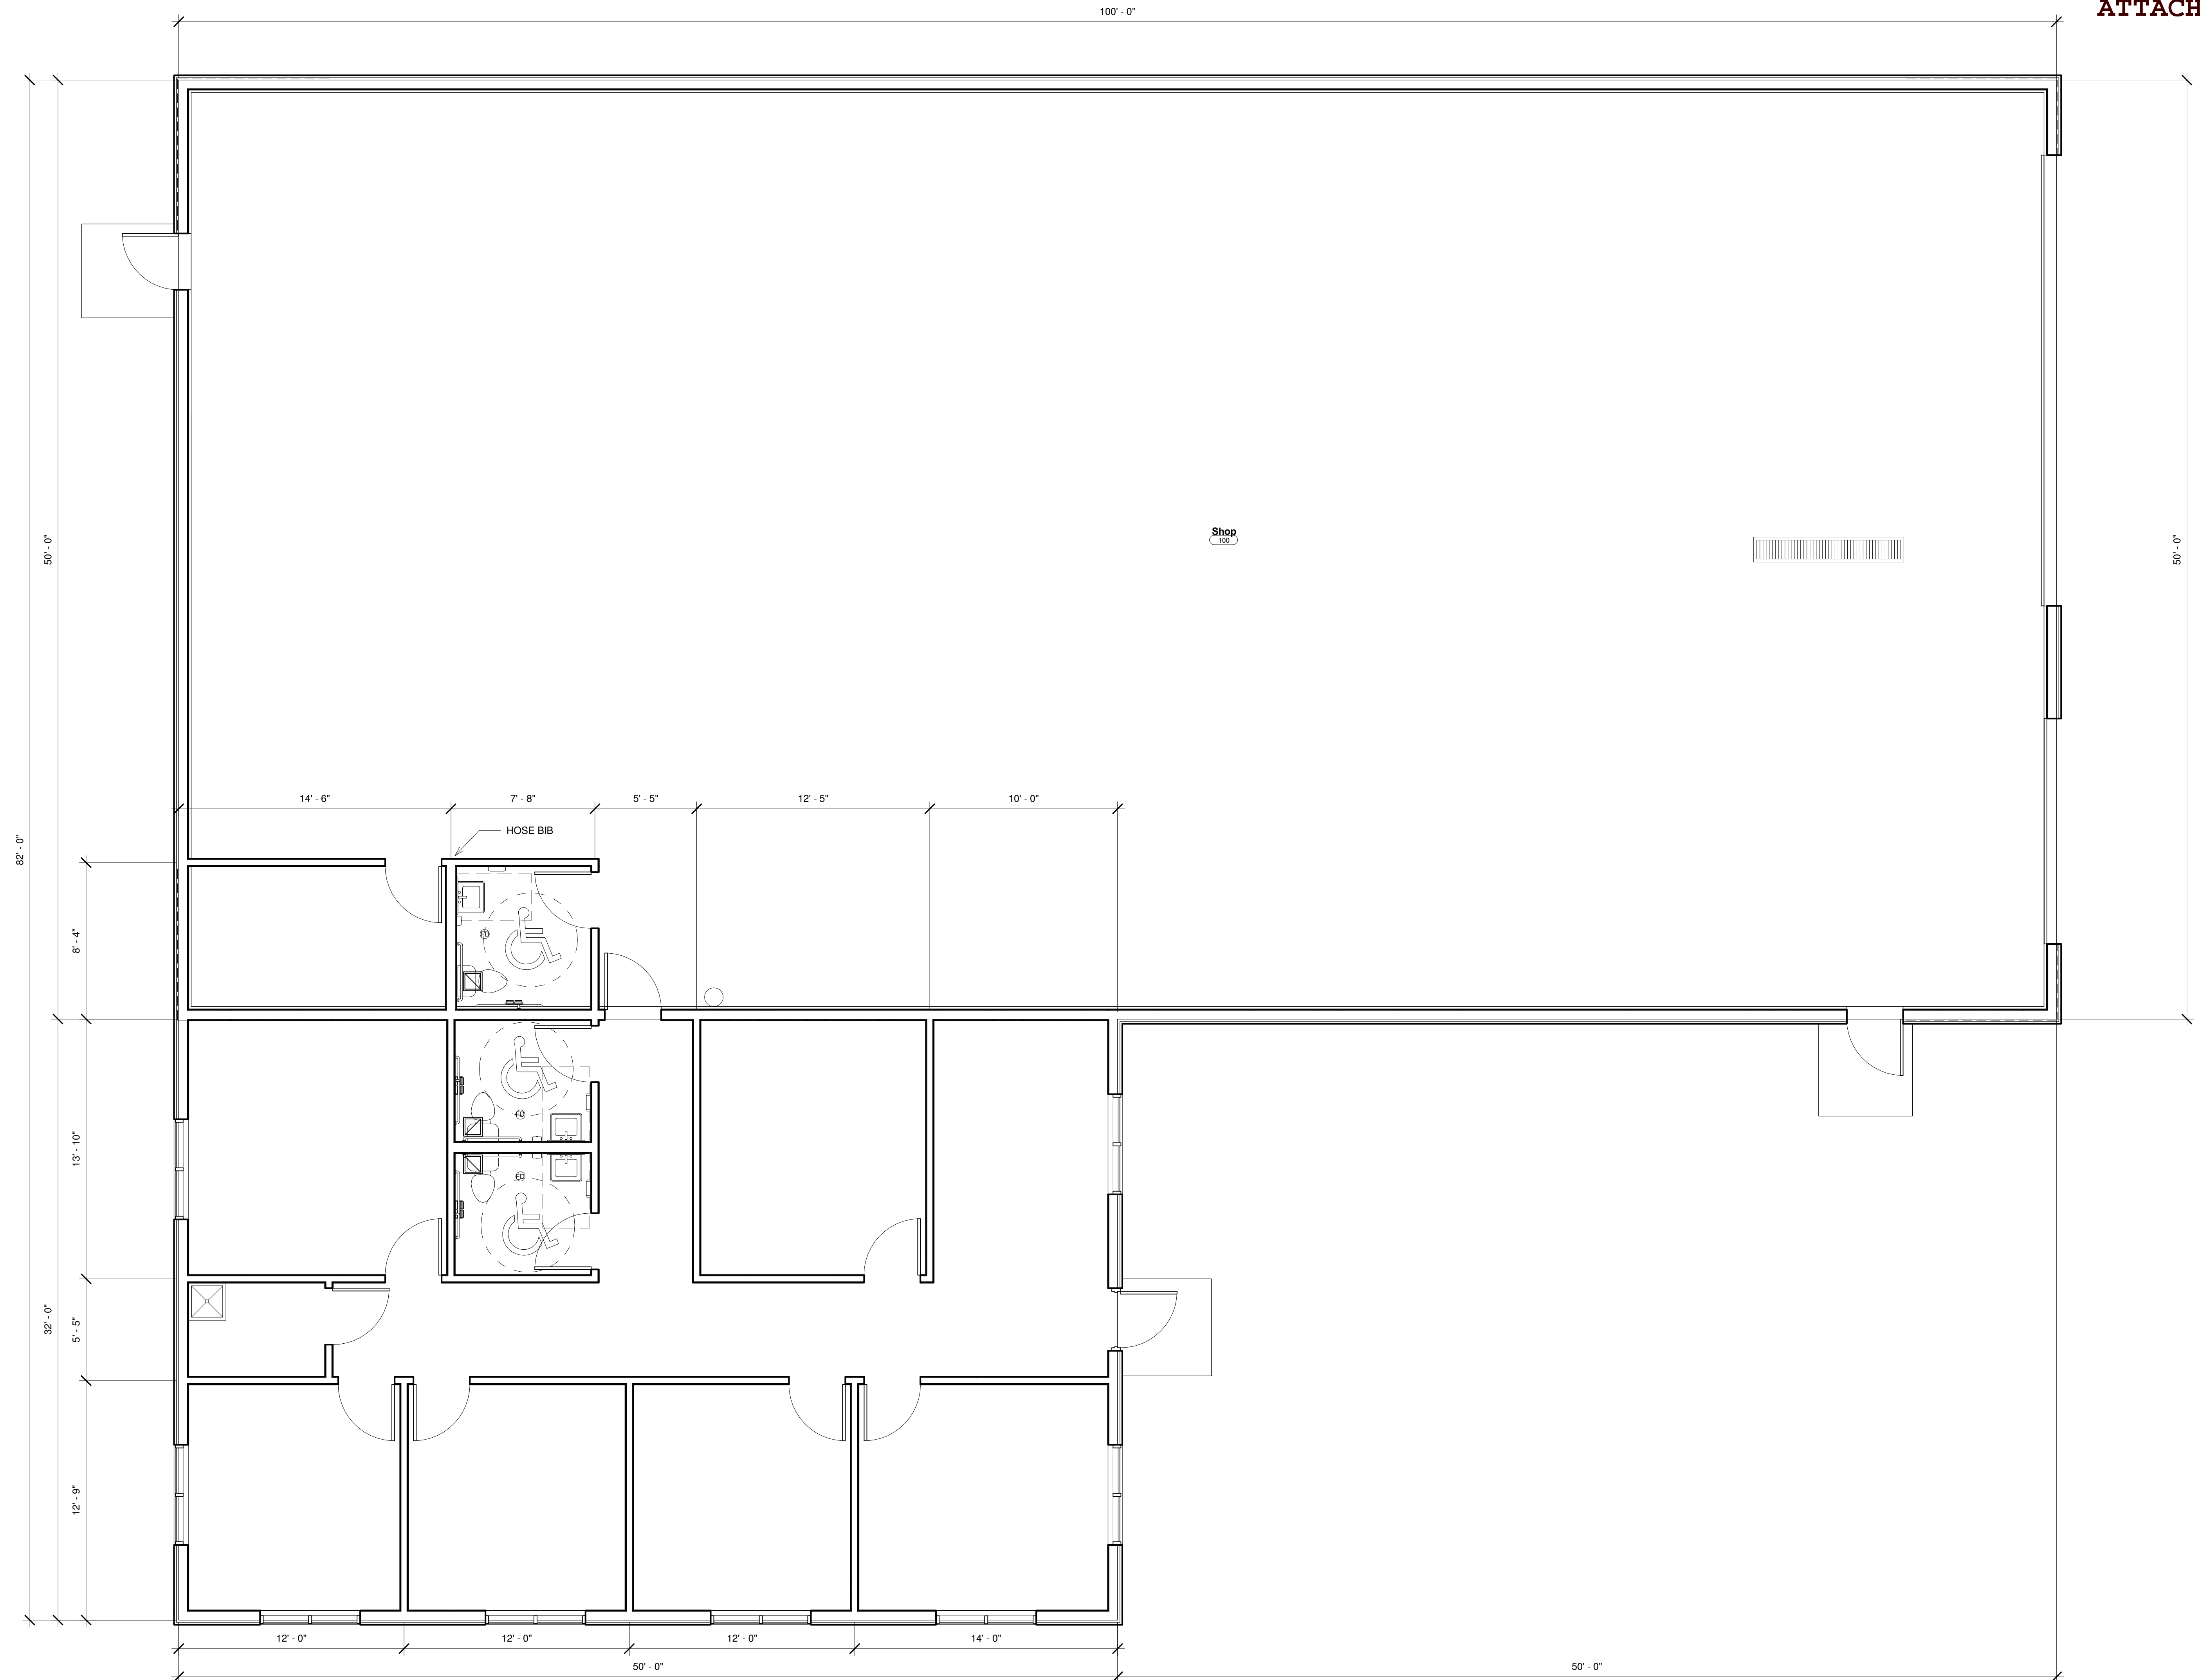 ATTACH
100' - 0"
82' - 0"
50' - 0"
50' - 0"
Shop
100
14' - 6"
7' - 8"
5' - 5"
12' - 5"
10' - 0"
HOSE BIB
8' - 4"
FD
13' - 10"
FD
FD
32' - 0"
5' - 5"
12' - 9"
12' - 0"
12' - 0"
12' - 0"
14' - 0"
50' - 0"
50' - 0"